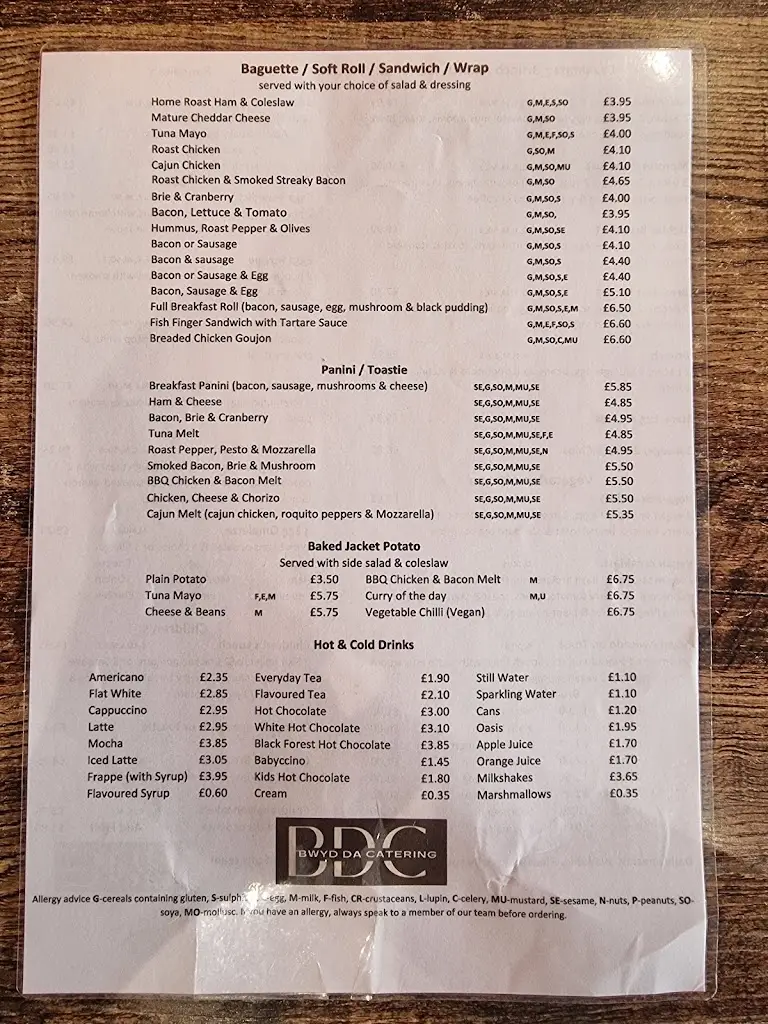 Baguette / Soft Roll / Sandwich / Wrap
served with your choice of salad & dressing
Home Roast Ham & Coleslaw G,M,E,S,SO £3.95
Mature Cheddar Cheese G,M,SO £3.95
Tuna Mayo G,M,E,F,SO,S £4.00
Roast Chicken G,SO,M £4.10
Cajun Chicken G,M,SO,MU £4.10
Roast Chicken & Smoked Streaky Bacon G,M,SO £4.65
Brie & Cranberry G,M,SO,S £4.00
Bacon, Lettuce & Tomato G,M,SO, £3.95
Hummus, Roast Pepper & Olives G,M,SO,SE £4.10
Bacon or Sausage G,M,SO,S £4.10
Bacon & sausage G,M,SO,S £4.40
Bacon or Sausage & Egg G,M,SO,S,E £4.40
Bacon, Sausage & Egg G,M,SO,S,E £5.10
Full Breakfast Roll (bacon, sausage, egg, mushroom & black pudding) G,M,SO,S,E,M £6.50
Fish Finger Sandwich with Tartare Sauce G,M,E,F,SO,S £6.60
Breaded Chicken Goujon G,M,SO,C,MU £6.60
Panini / Toastie
Breakfast Panini (bacon, sausage, mushrooms & cheese) SE,G,SO,M,MU,SE £5.85
Ham & Cheese SE,G,SO,M,MU,SE £4.85
Bacon, Brie & Cranberry SE,G,SO,M,MU,SE £4.95
Tuna Melt SE,G,SO,M,MU,SE,F,E £4.85
Roast Pepper, Pesto & Mozzarella SE,G,SO,M,MU,SE,N £4.95
Smoked Bacon, Brie & Mushroom SE,G,SO,M,MU,SE £5.50
BBQ Chicken & Bacon Melt SE,G,SO,M,MU,SE £5.50
Chicken, Cheese & Chorizo SE,G,SO,M,MU,SE £5.50
Cajun Melt (cajun chicken, roquito peppers & Mozzarella) SE,G,SO,M,MU,SE £5.35
Baked Jacket Potato
Served with side salad & coleslaw
Plain Potato £3.50 BBQ Chicken & Bacon Melt M £6.75
Tuna Mayo F,E,M £5.75 Curry of the day M,U £6.75
Cheese & Beans M £5.75 Vegetable Chilli (Vegan) £6.75
Hot & Cold Drinks
Americano £2.35 Everyday Tea £1.90 Still Water £1.10
Flat White £2.85 Flavoured Tea £2.10 Sparkling Water £1.10
Cappuccino £2.95 Hot Chocolate £3.00 Cans £1.20
Latte £2.95 White Hot Chocolate £3.10 Oasis £1.95
Mocha £3.85 Black Forest Hot Chocolate £3.85 Apple Juice £1.70
Iced Latte £3.05 Babyccino £1.45 Orange Juice £1.70
Frappe (with Syrup) £3.95 Kids Hot Chocolate £1.80 Milkshakes £3.65
Flavoured Syrup £0.60 Cream £0.35 Marshmallows £0.35
BDC
BWYD DA CATERING
Allergy advice G-cereals containing gluten, M-milk, F-fish, CR-crustaceans, L-lupin, C-celery, MU-mustard, SE-sesame, N-nuts, P-peanuts, SO-
soya, MO-mollusc. If you have an allergy, always speak to a member of our team before ordering.